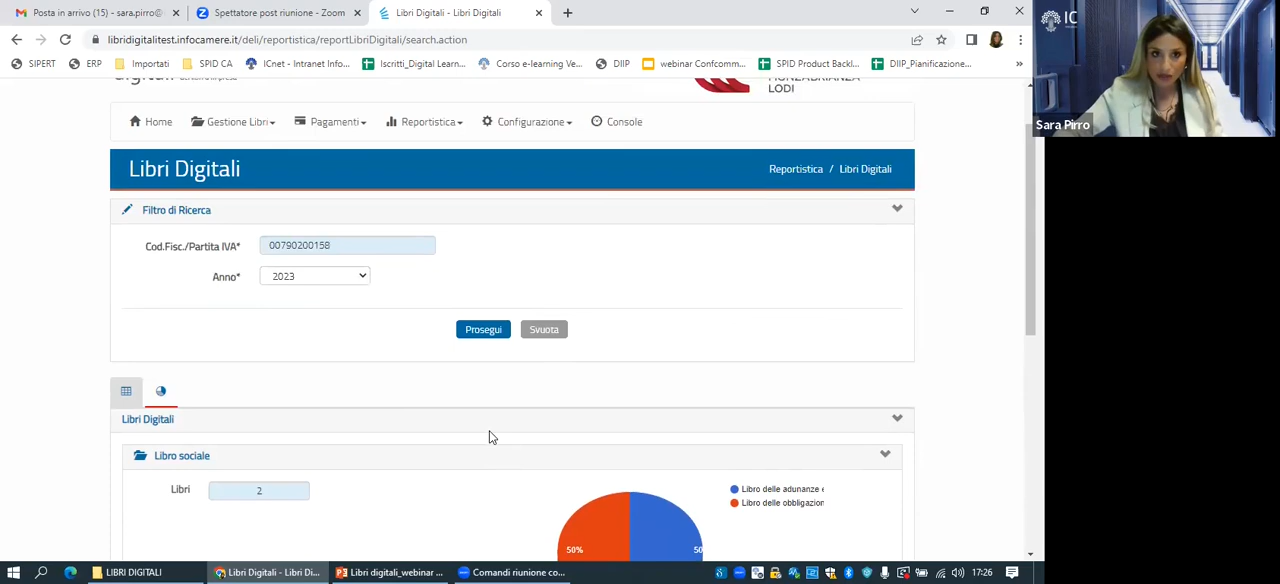 Posta in arrivo (15) - sara.pirro@
Spettatore post riunione - Zoom
Libri Digitali - Libri Digitali
libridigitalitest.infocamere.it/deli/reportistica/reportLibriDigitali/search.action
SIPERT
ERP
Importati
SPID CA
ICnet - Intranet Info...
Iscritti_Digital Learn...
Corso e-learning Ve...
DIIP
webinar Confcomm...
SPID Product Backl...
DIIP_Pianificazione...
»
IC
LODI
Home
Gestione Libri
Pagamenti
Reportistica
Configurazione
Console
Sara Pirro
Libri Digitali
Reportistica / Libri Digitali
Filtro di Ricerca
Cod.Fisc./Partita IVA* 00790200158
Anno* 2023
Prosegui Svuota
Libri Digitali
Libro sociale
Libri 2
Libro delle adunanze e
Libro delle obbligazion
50% 50
LIBRI DIGITALI
Libri Digitali - Libri Di...
Libri digitali_webinar ...
Comandi riunione co...
17:26